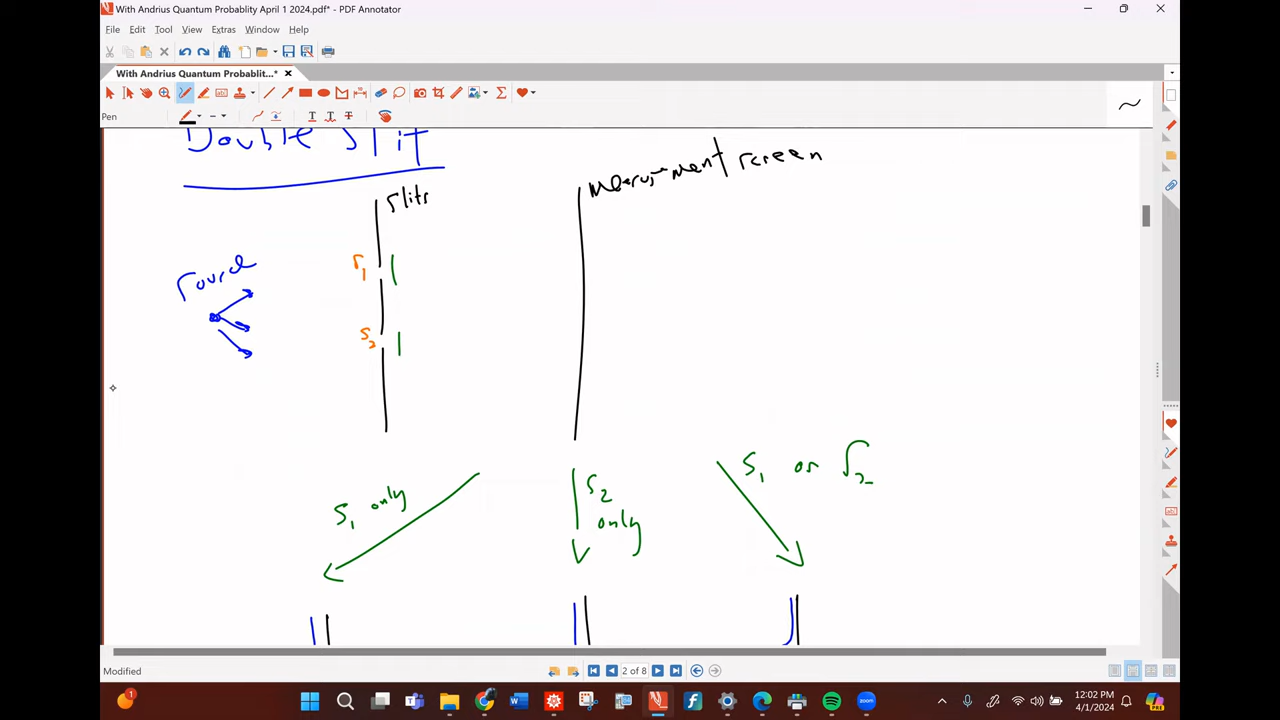 With Andrius Quantum Probablity April 1 2024.pdf* - PDF Annotator
File Edit Tool View Extras Window Help
With Andrius Quantum Probablit...*
Pen
Double Slit
slits
measurement screen
source
s1
s2
s1 only
s2
only
s1 or s2
Modified
2 of 8
1
12:02 PM
4/1/2024